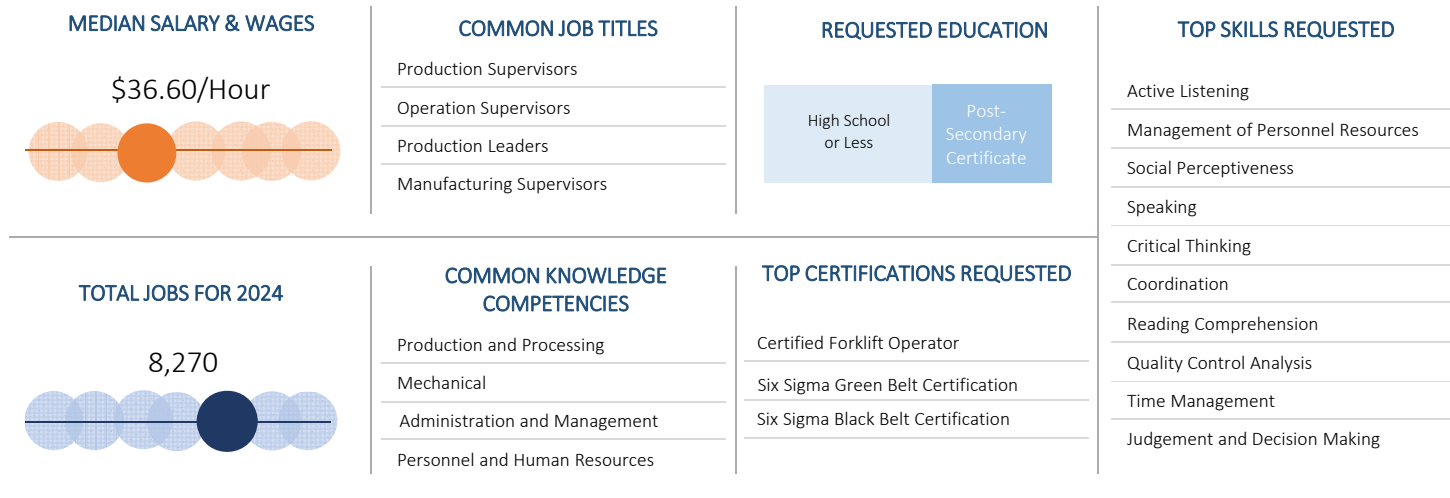 MEDIAN SALARY & WAGES
$36.60/Hour
COMMON JOB TITLES
Production Supervisors
Operation Supervisors
Production Leaders
Manufacturing Supervisors
REQUESTED EDUCATION
High School
or Less
Post-
Secondary
Certificate
TOP SKILLS REQUESTED
Active Listening
Management of Personnel Resources
Social Perceptiveness
Speaking
Critical Thinking
Coordination
Reading Comprehension
Quality Control Analysis
Time Management
Judgement and Decision Making
TOTAL JOBS FOR 2024
8,270
COMMON KNOWLEDGE
COMPETENCIES
Production and Processing
Mechanical
Administration and Management
Personnel and Human Resources
TOP CERTIFICATIONS REQUESTED
Certified Forklift Operator
Six Sigma Green Belt Certification
Six Sigma Black Belt Certification